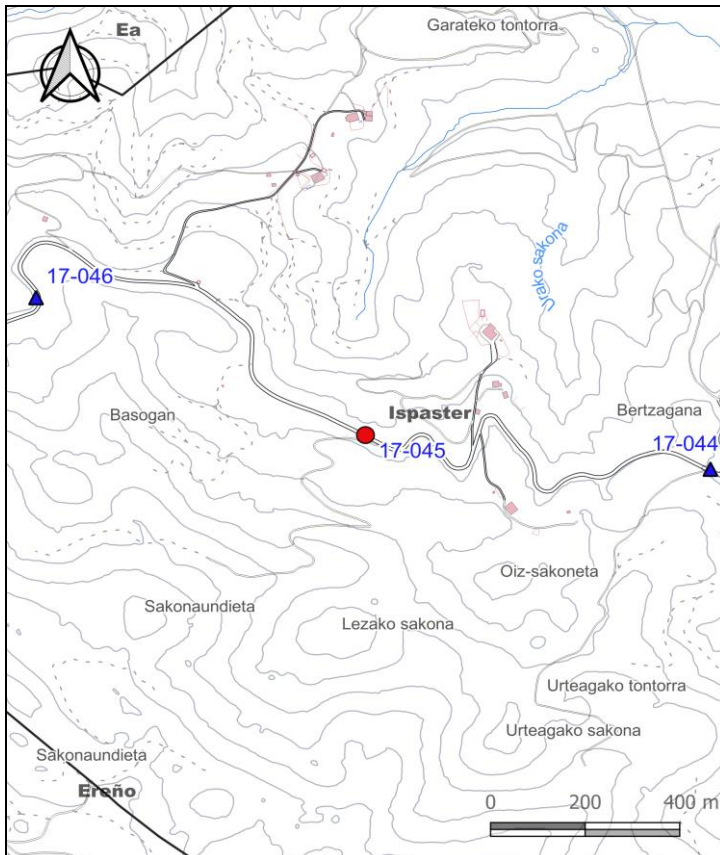 Garateko tontorra
Ea
Urako sakona
17-046
Basogan
Ispaster
Bertzagana
17-045
17-044
Oiz-sakoneta
Sakonaundieta
Lezako sakona
Urteagako tontorra
Urteagako sakona
Sakonaundieta
Ereño
0 200 400 m